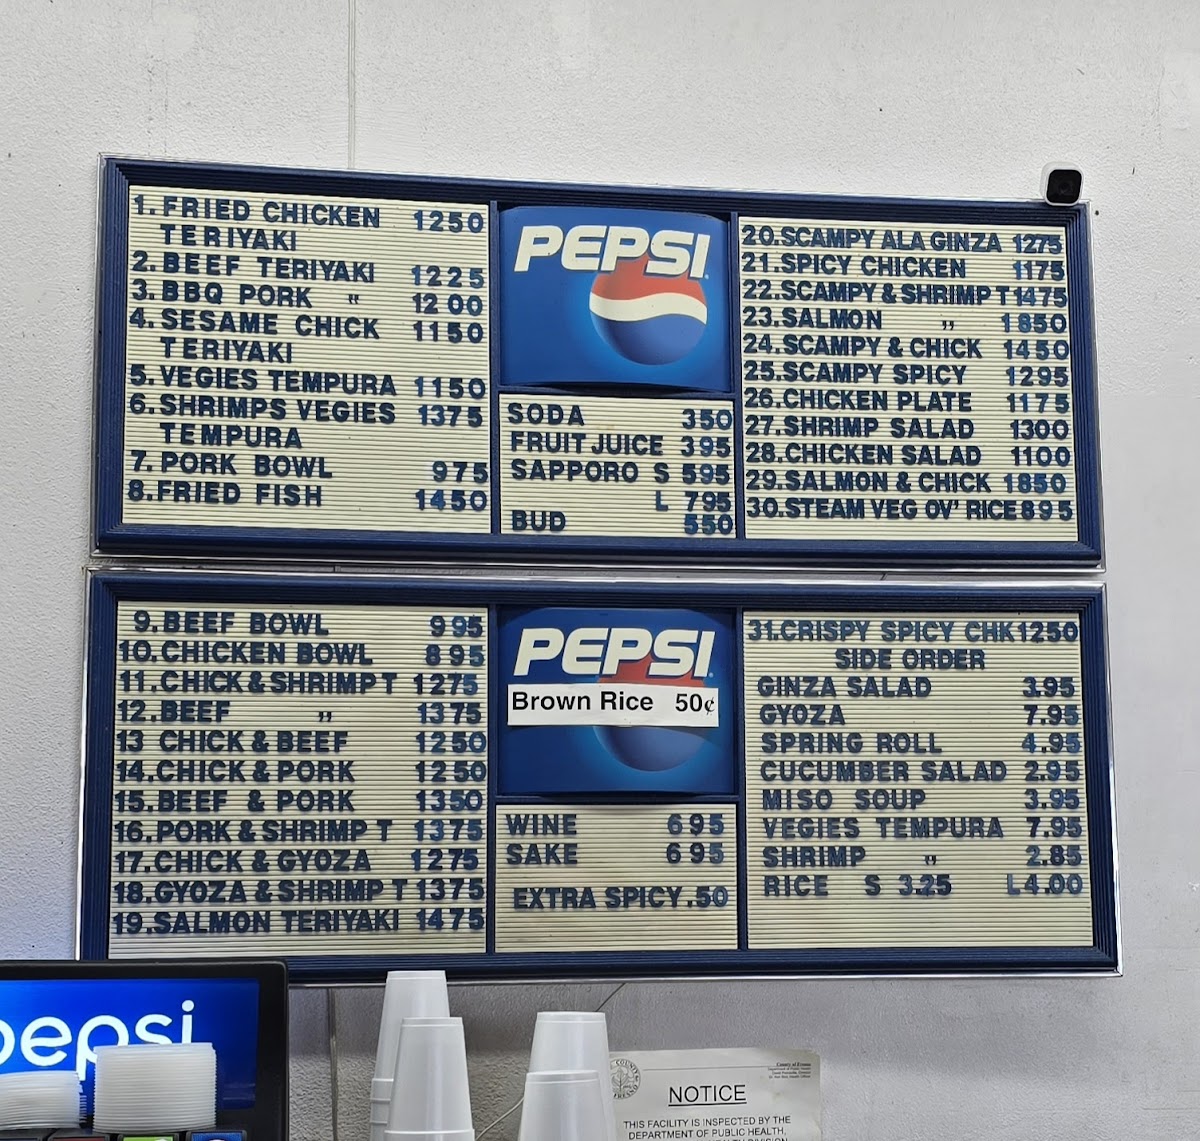 1. FRIED CHICKEN 1250
TERIYAKI
2. BEEF TERIYAKI 1225
3. BBQ PORK " 1200
4. SESAME CHICK 1150
TERIYAKI
5. VEGIES TEMPURA 1150
6. SHRIMPS VEGIES 1375
TEMPURA
7. PORK BOWL 975
8. FRIED FISH 1450
PEPSI
SODA 350
FRUIT JUICE 395
SAPPORO S 595
L 795
BUD 550
20. SCAMPY ALA GINZA 1275
21. SPICY CHICKEN 1175
22. SCAMPY & SHRIMP T 1475
23. SALMON " 1850
24. SCAMPY & CHICK 1450
25. SCAMPY SPICY 1295
26. CHICKEN PLATE 1175
27. SHRIMP SALAD 1300
28. CHICKEN SALAD 1100
29. SALMON & CHICK 1850
30. STEAM VEG OV' RICE 895
9. BEEF BOWL 995
10. CHICKEN BOWL 895
11. CHICK & SHRIMP T 1275
12. BEEF " 1375
13 CHICK & BEEF 1250
14. CHICK & PORK 1250
15. BEEF & PORK 1350
16. PORK & SHRIMP T 1375
17. CHICK & GYOZA 1275
18. GYOZA & SHRIMP T 1375
19. SALMON TERIYAKI 1475
PEPSI
Brown Rice 50¢
WINE 695
SAKE 695
EXTRA SPICY .50
31. CRISPY SPICY CHK 1250
SIDE ORDER
GINZA SALAD 3.95
GYOZA 7.95
SPRING ROLL 4.95
CUCUMBER SALAD 2.95
MISO SOUP 3.95
VEGIES TEMPURA 7.95
SHRIMP " 2.85
RICE S 3.25 L 4.00
pepsi
NOTICE
THIS FACILITY IS INSPECTED BY THE
DEPARTMENT OF PUBLIC HEALTH,